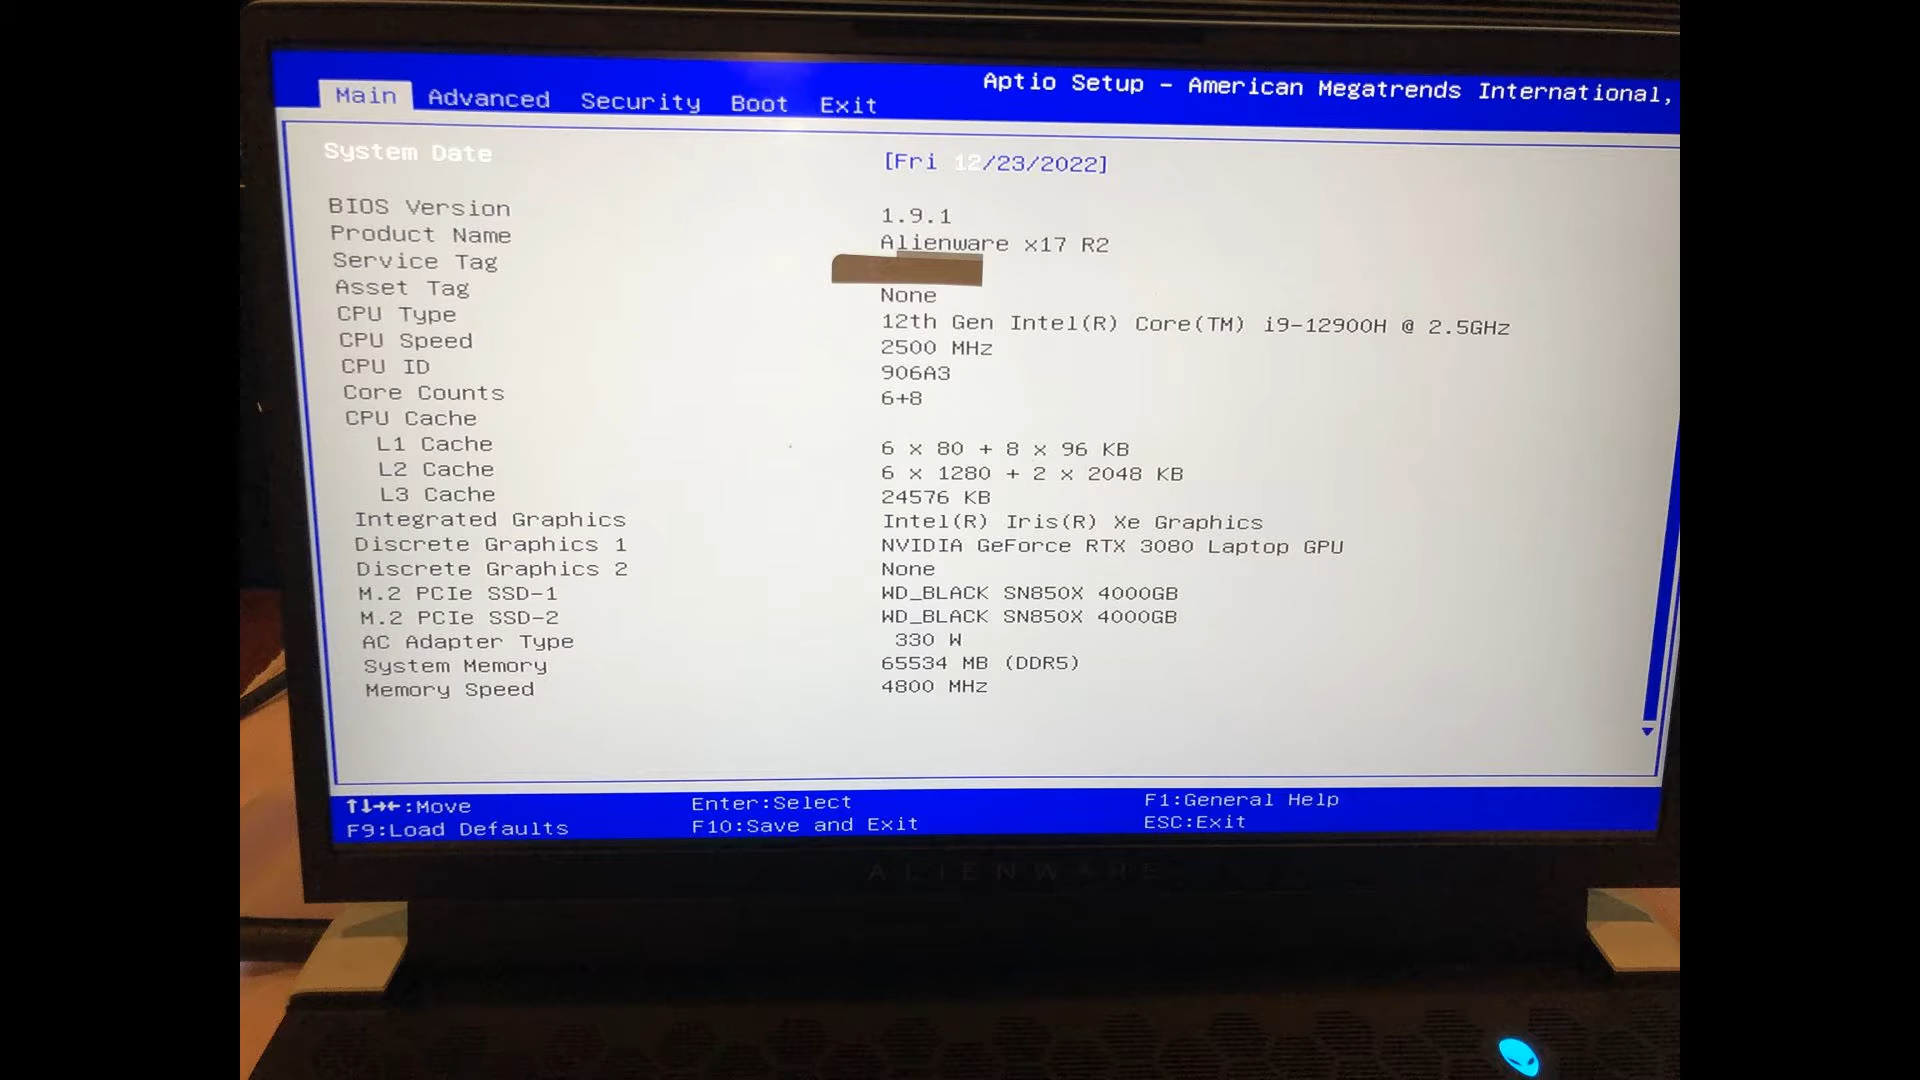 Aptio Setup - American Megatrends International,
Main Advanced Security Boot Exit
System Date [Fri 12/23/2022]
BIOS Version 1.9.1
Product Name Alienware x17 R2
Service Tag
Asset Tag None
CPU Type 12th Gen Intel(R) Core(TM) i9-12900H @ 2.5GHz
CPU Speed 2500 MHz
CPU ID 906A3
Core Counts 6+8
CPU Cache
L1 Cache 6 x 80 + 8 x 96 KB
L2 Cache 6 x 1280 + 2 x 2048 KB
L3 Cache 24576 KB
Integrated Graphics Intel(R) Iris(R) Xe Graphics
Discrete Graphics 1 NVIDIA GeForce RTX 3080 Laptop GPU
Discrete Graphics 2 None
M.2 PCIe SSD-1 WD_BLACK SN850X 4000GB
M.2 PCIe SSD-2 WD_BLACK SN850X 4000GB
AC Adapter Type 330 W
System Memory 65534 MB (DDR5)
Memory Speed 4800 MHz
↑↓→←:Move Enter:Select F1:General Help
F9:Load Defaults F10:Save and Exit ESC:Exit
ALIENWARE